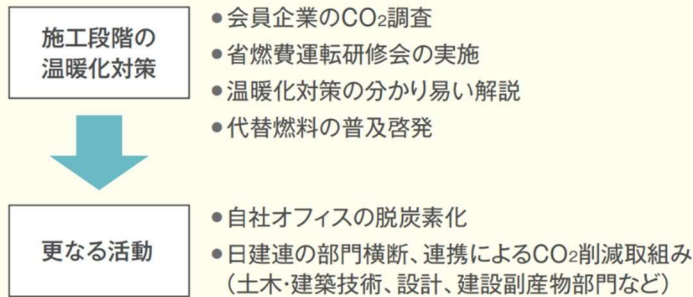 施工段階の
温暖化対策
●会員企業のCO₂調査
●省燃費運転研修会の実施
●温暖化対策の分かり易い解説
●代替燃料の普及啓発
更なる活動
●自社オフィスの脱炭素化
●日建連の部門横断、連携によるCO₂削減取組み
(土木・建築技術、設計、建設副産物部門など)